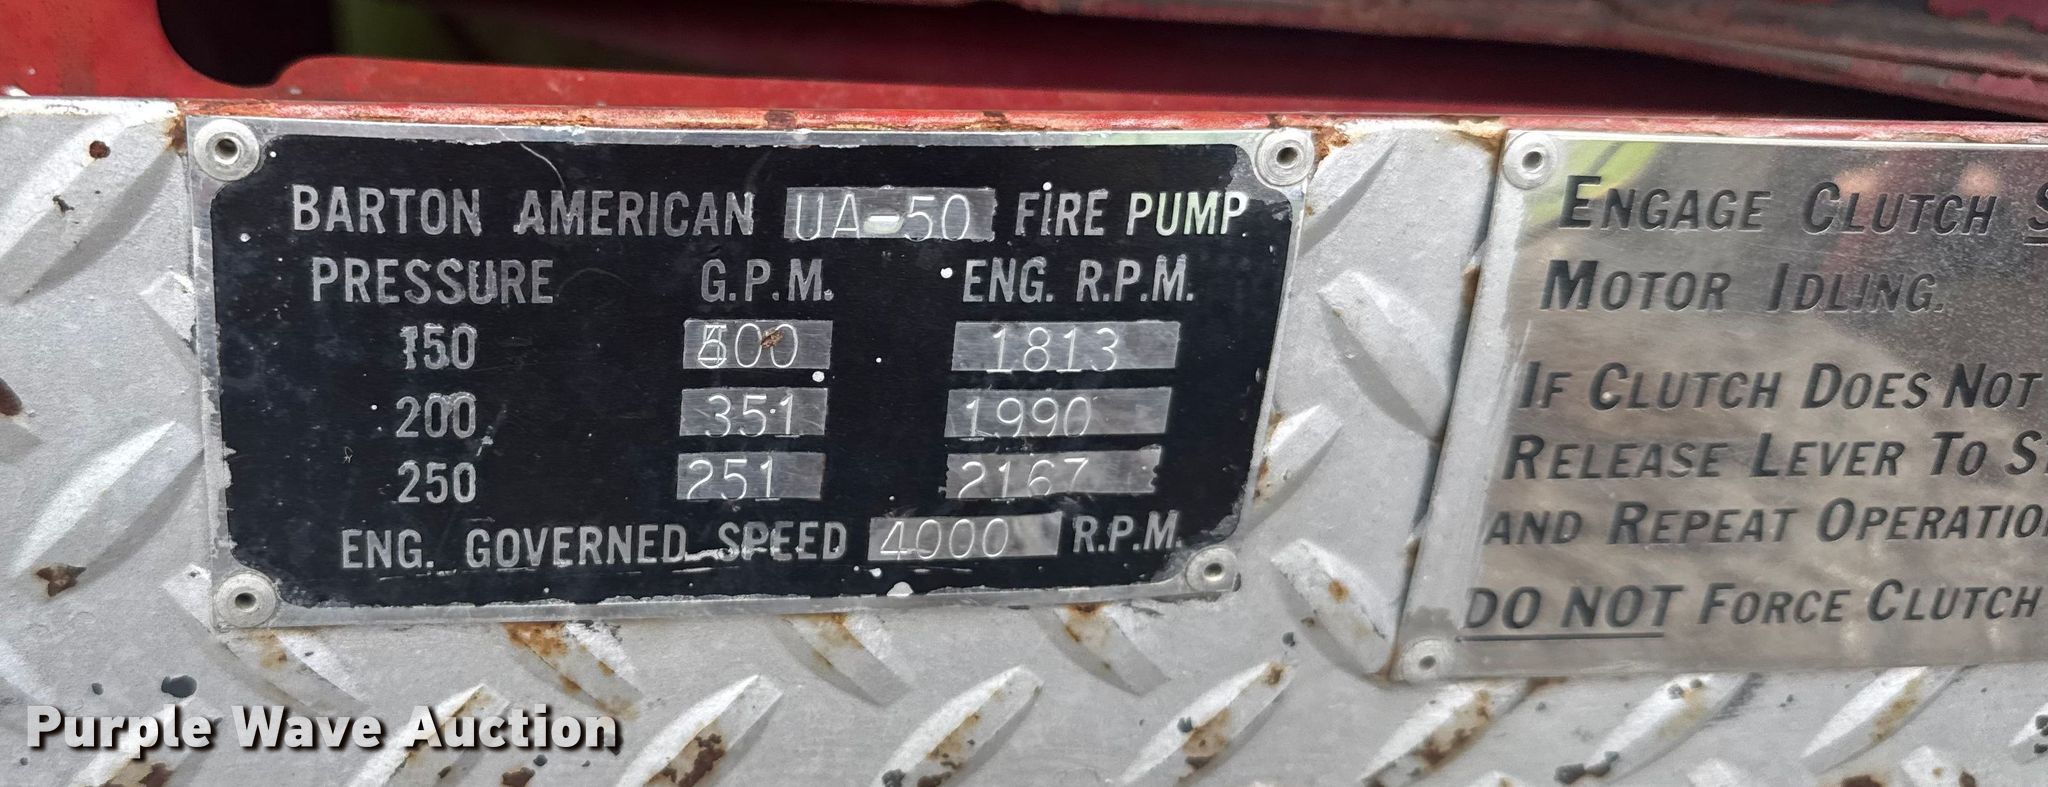 BARTON AMERICAN UA-50 FIRE PUMP
PRESSURE G.P.M. ENG. R.P.M.
150 500 1813
200 351 1990
250 251 2167
ENG. GOVERNED SPEED 4000 R.P.M.
ENGAGE CLUTCH
MOTOR IDLING.
IF CLUTCH DOES NOT
RELEASE LEVER TO
AND REPEAT
DO NOT FORCE CLUTCH
Purple Wave Auction